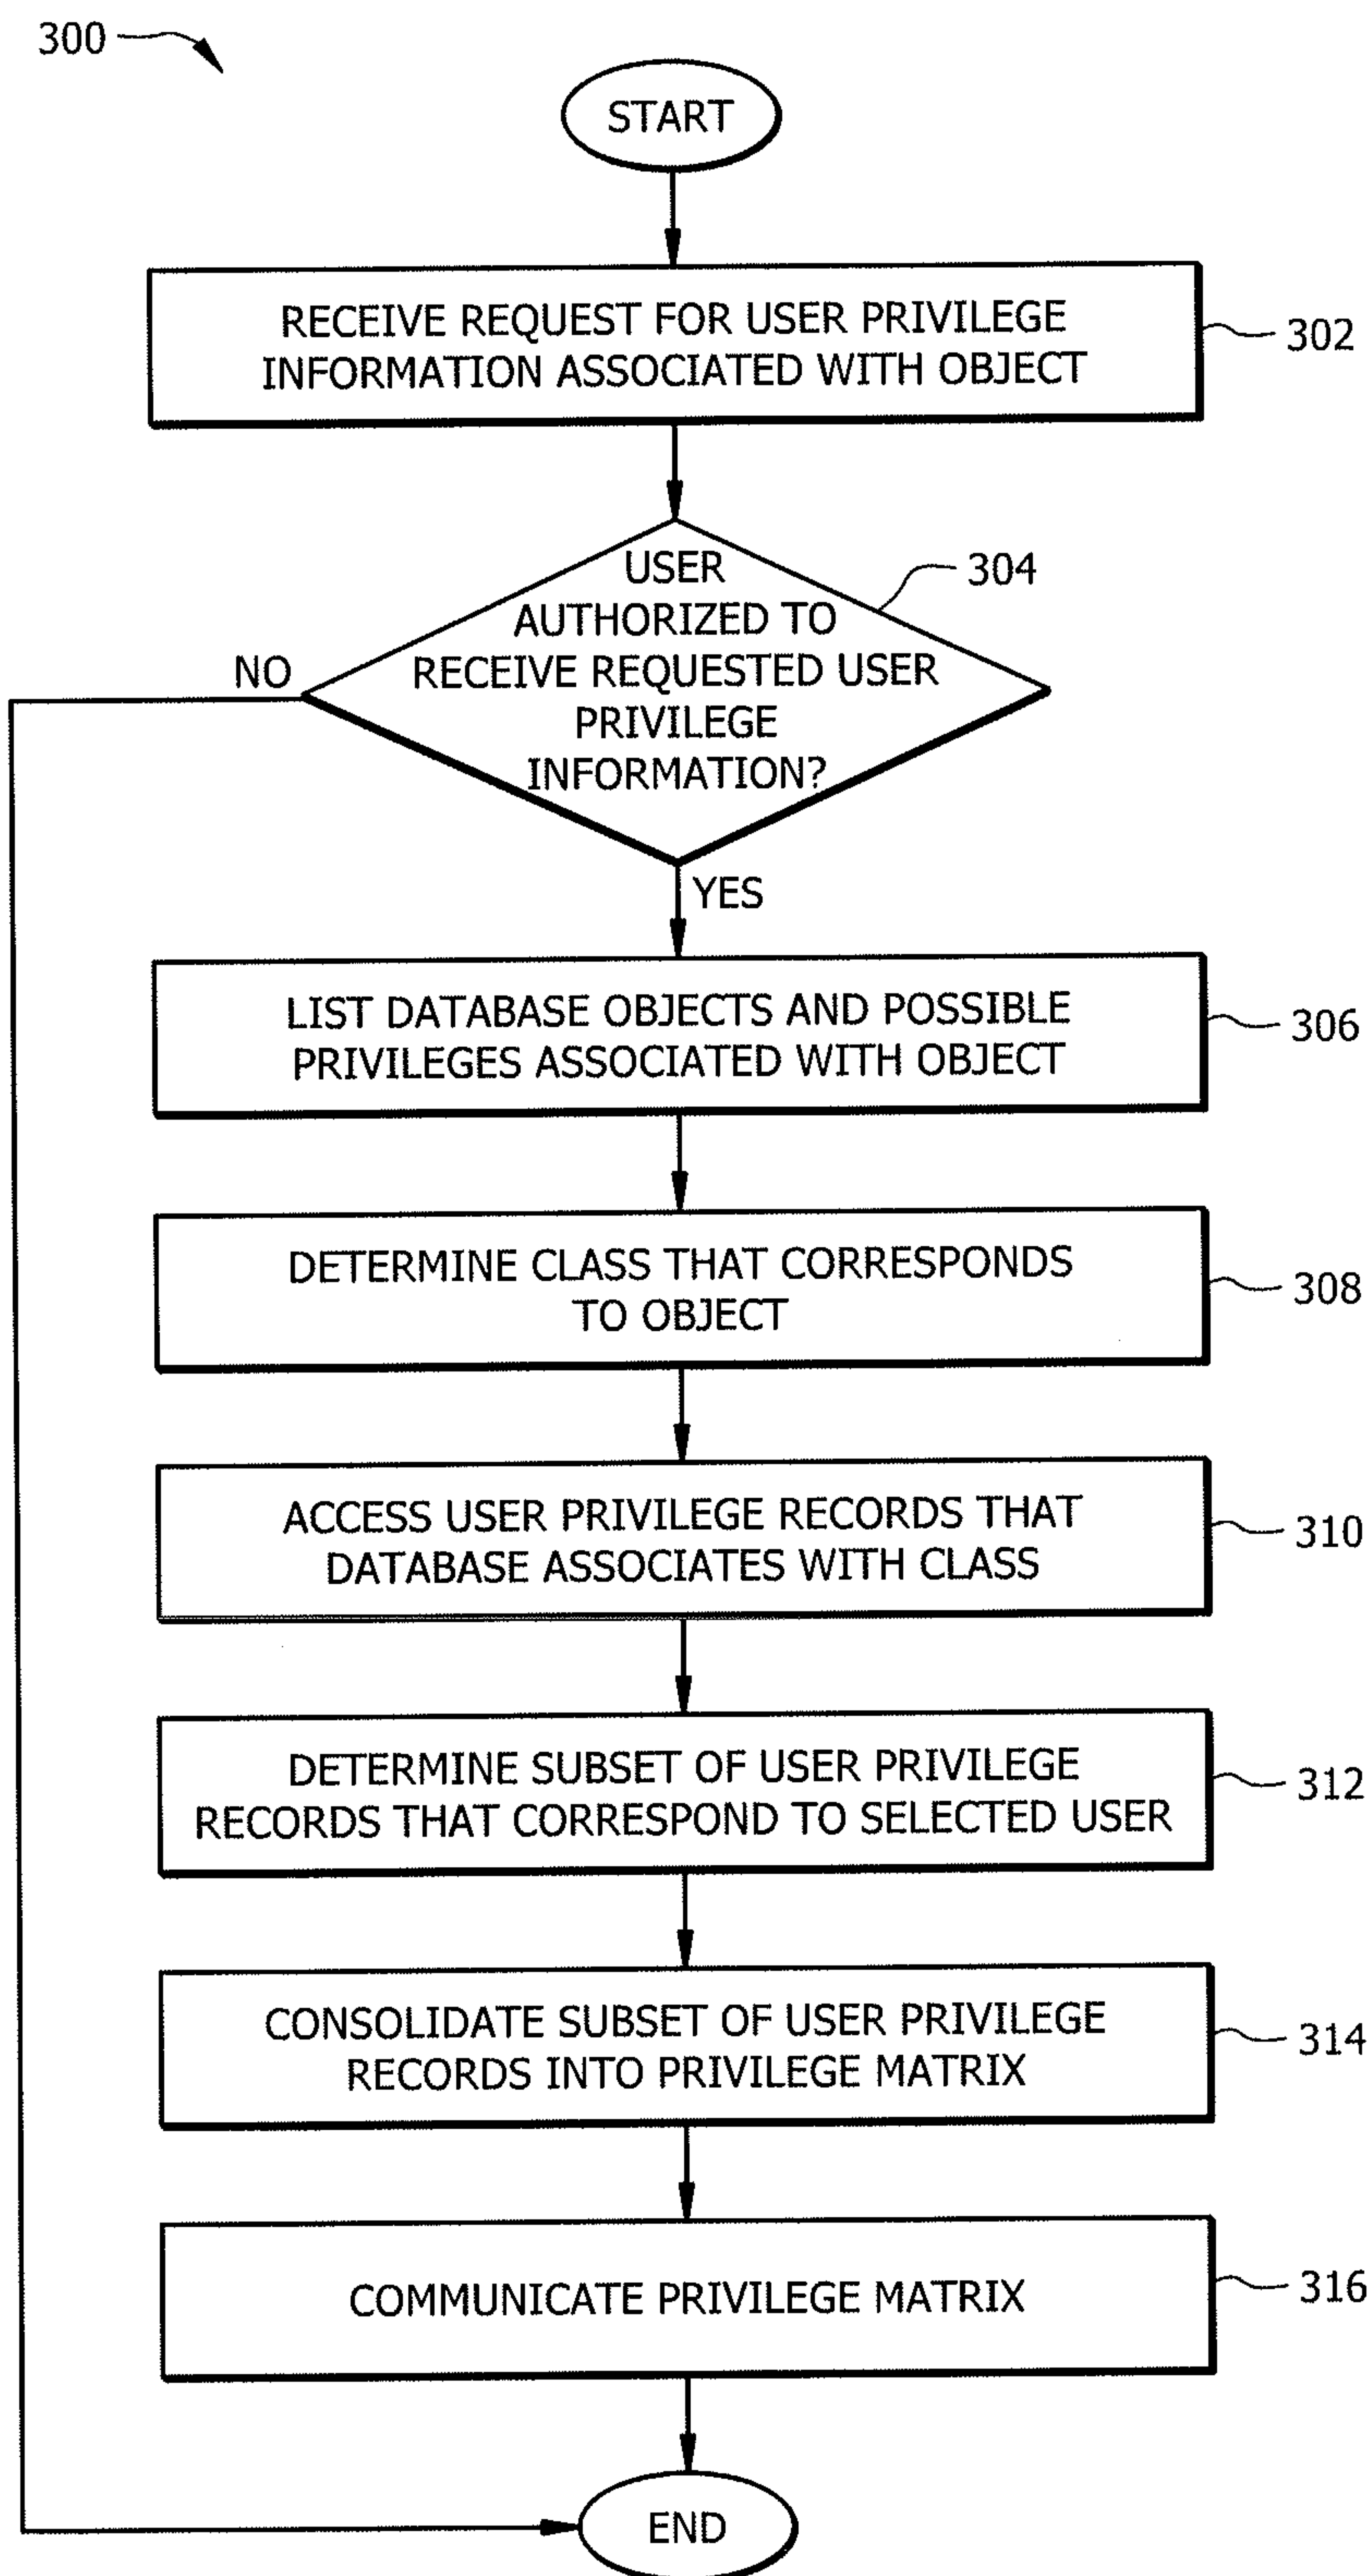 300
START
RECEIVE REQUEST FOR USER PRIVILEGE
INFORMATION ASSOCIATED WITH OBJECT
302
USER
AUTHORIZED TO
RECEIVE REQUESTED USER
PRIVILEGE
INFORMATION?
304
NO
YES
LIST DATABASE OBJECTS AND POSSIBLE
PRIVILEGES ASSOCIATED WITH OBJECT
306
DETERMINE CLASS THAT CORRESPONDS
TO OBJECT
308
ACCESS USER PRIVILEGE RECORDS THAT
DATABASE ASSOCIATES WITH CLASS
310
DETERMINE SUBSET OF USER PRIVILEGE
RECORDS THAT CORRESPOND TO SELECTED USER
312
CONSOLIDATE SUBSET OF USER PRIVILEGE
RECORDS INTO PRIVILEGE MATRIX
314
COMMUNICATE PRIVILEGE MATRIX
316
END